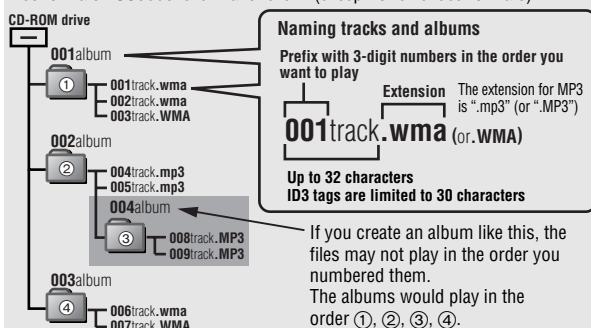 CD-ROM drive
001album
①
001track.wma
002track.wma
003track.WMA
002album
②
004track.mp3
005track.mp3
004album
③
008track.MP3
009track.MP3
003album
④
006track.wma
007track.WMA
Naming tracks and albums
Prefix with 3-digit numbers in the order you
want to play
Extension
The extension for MP3
is “.mp3” (or “.MP3”)
001track.wma (or.WMA)
Up to 32 characters
ID3 tags are limited to 30 characters
If you create an album like this, the
files may not play in the order you
numbered them.
The albums would play in the
order ①, ②, ③, ④.